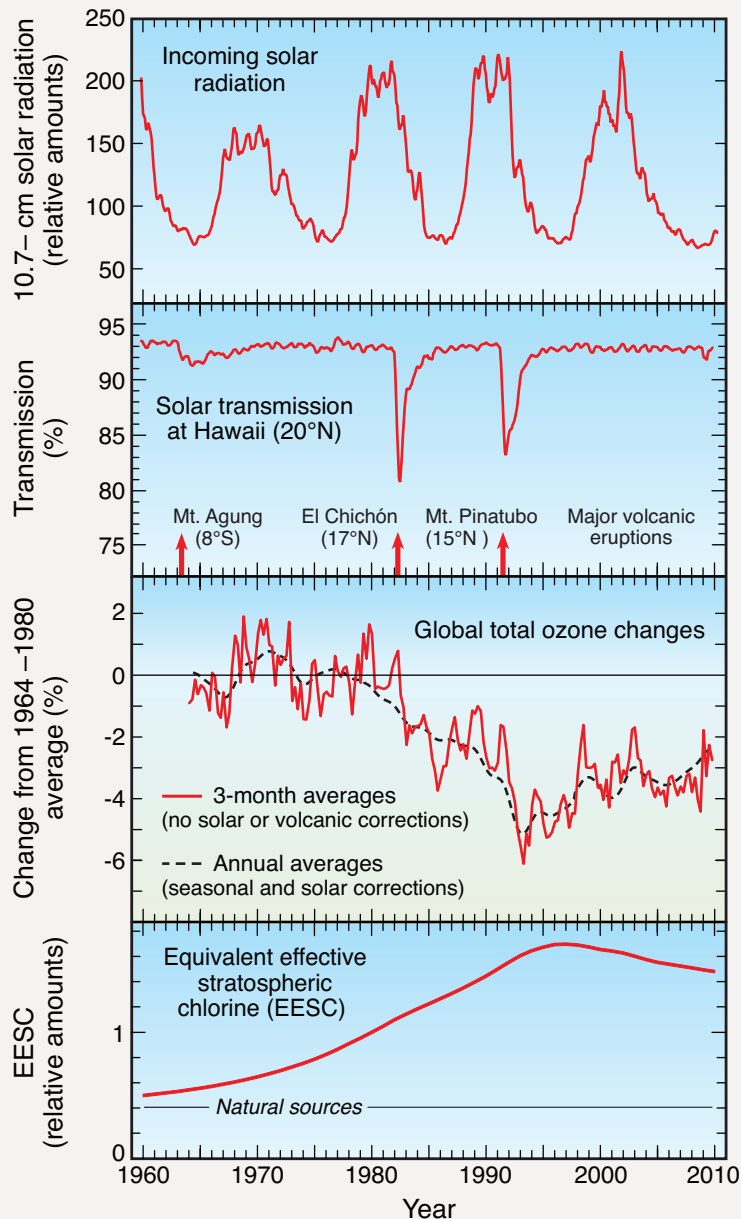 10.7– cm solar radiation
(relative amounts)
250
200
150
100
50
Incoming solar
radiation
Transmission
(%)
95
90
85
80
75
Solar transmission
at Hawaii (20°N)
Mt. Agung
(8°S)
El Chichón
(17°N)
Mt. Pinatubo
(15°N )
Major volcanic
eruptions
Change from 1964 –1980
average (%)
2
0
-2
-4
-6
Global total ozone changes
3-month averages
(no solar or volcanic corrections)
Annual averages
(seasonal and solar corrections)
EESC
(relative amounts)
1
0
Equivalent effective
stratospheric
chlorine (EESC)
Natural sources
1960 1970 1980 1990 2000 2010
Year